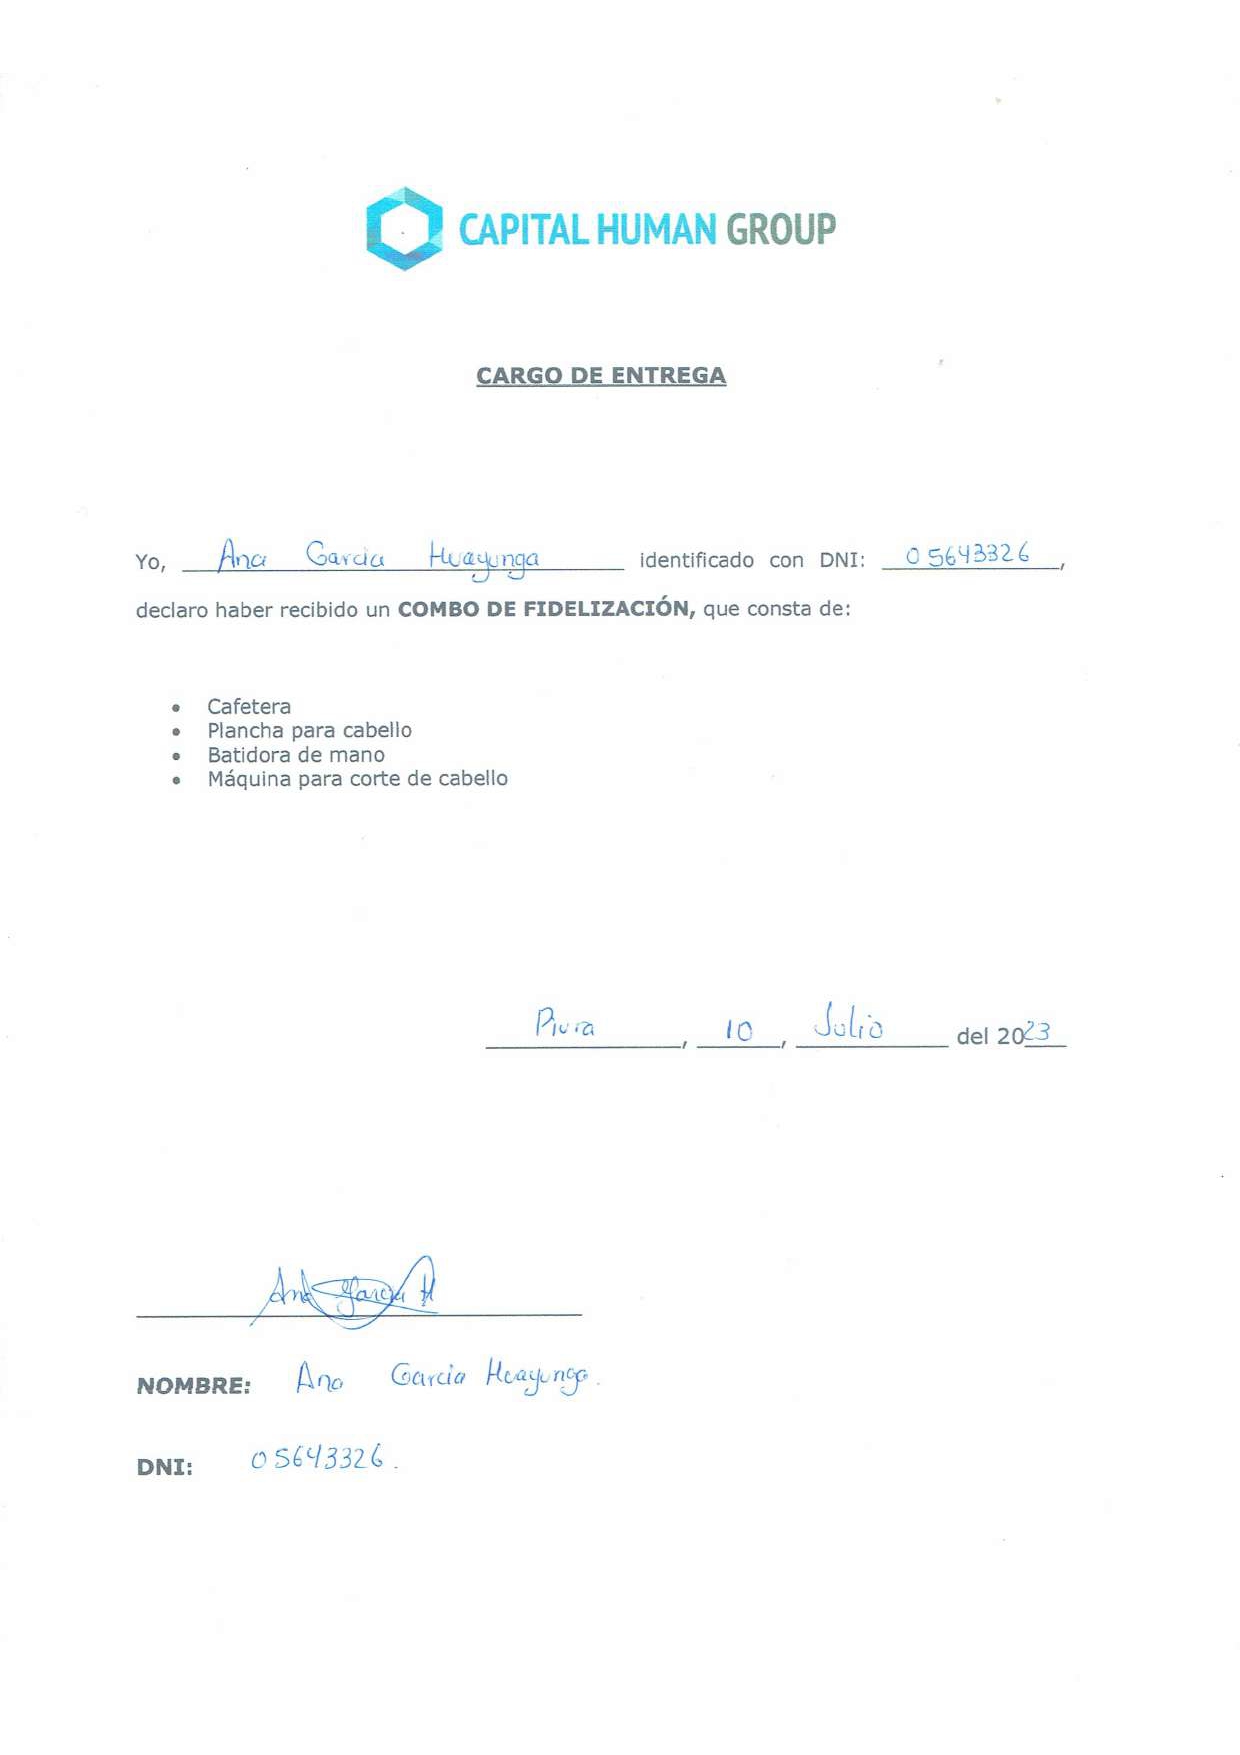 CAPITAL HUMAN GROUP
CARGO DE ENTREGA
Yo, Ana Garcia Huayunga identificado con DNI: 05643326,
declaro haber recibido un COMBO DE FIDELIZACIÓN, que consta de:
• Cafetera
• Plancha para cabello
• Batidora de mano
• Máquina para corte de cabello
Piura, 10, Julio del 2023
Ana Garcia H
NOMBRE: Ana Garcia Huayunga.
DNI: 05643326.